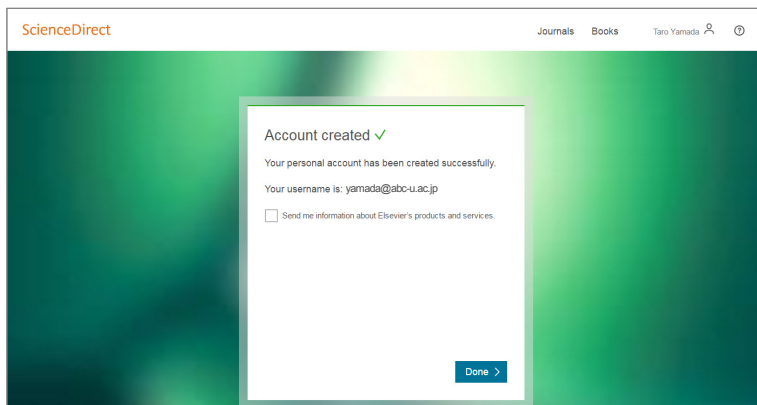 ScienceDirect
Journals Books Taro Yamada ?
Account created
Your personal account has been created successfully.
Your username is: yamada@abc-u.ac.jp
Send me information about Elsevier's products and services.
Done